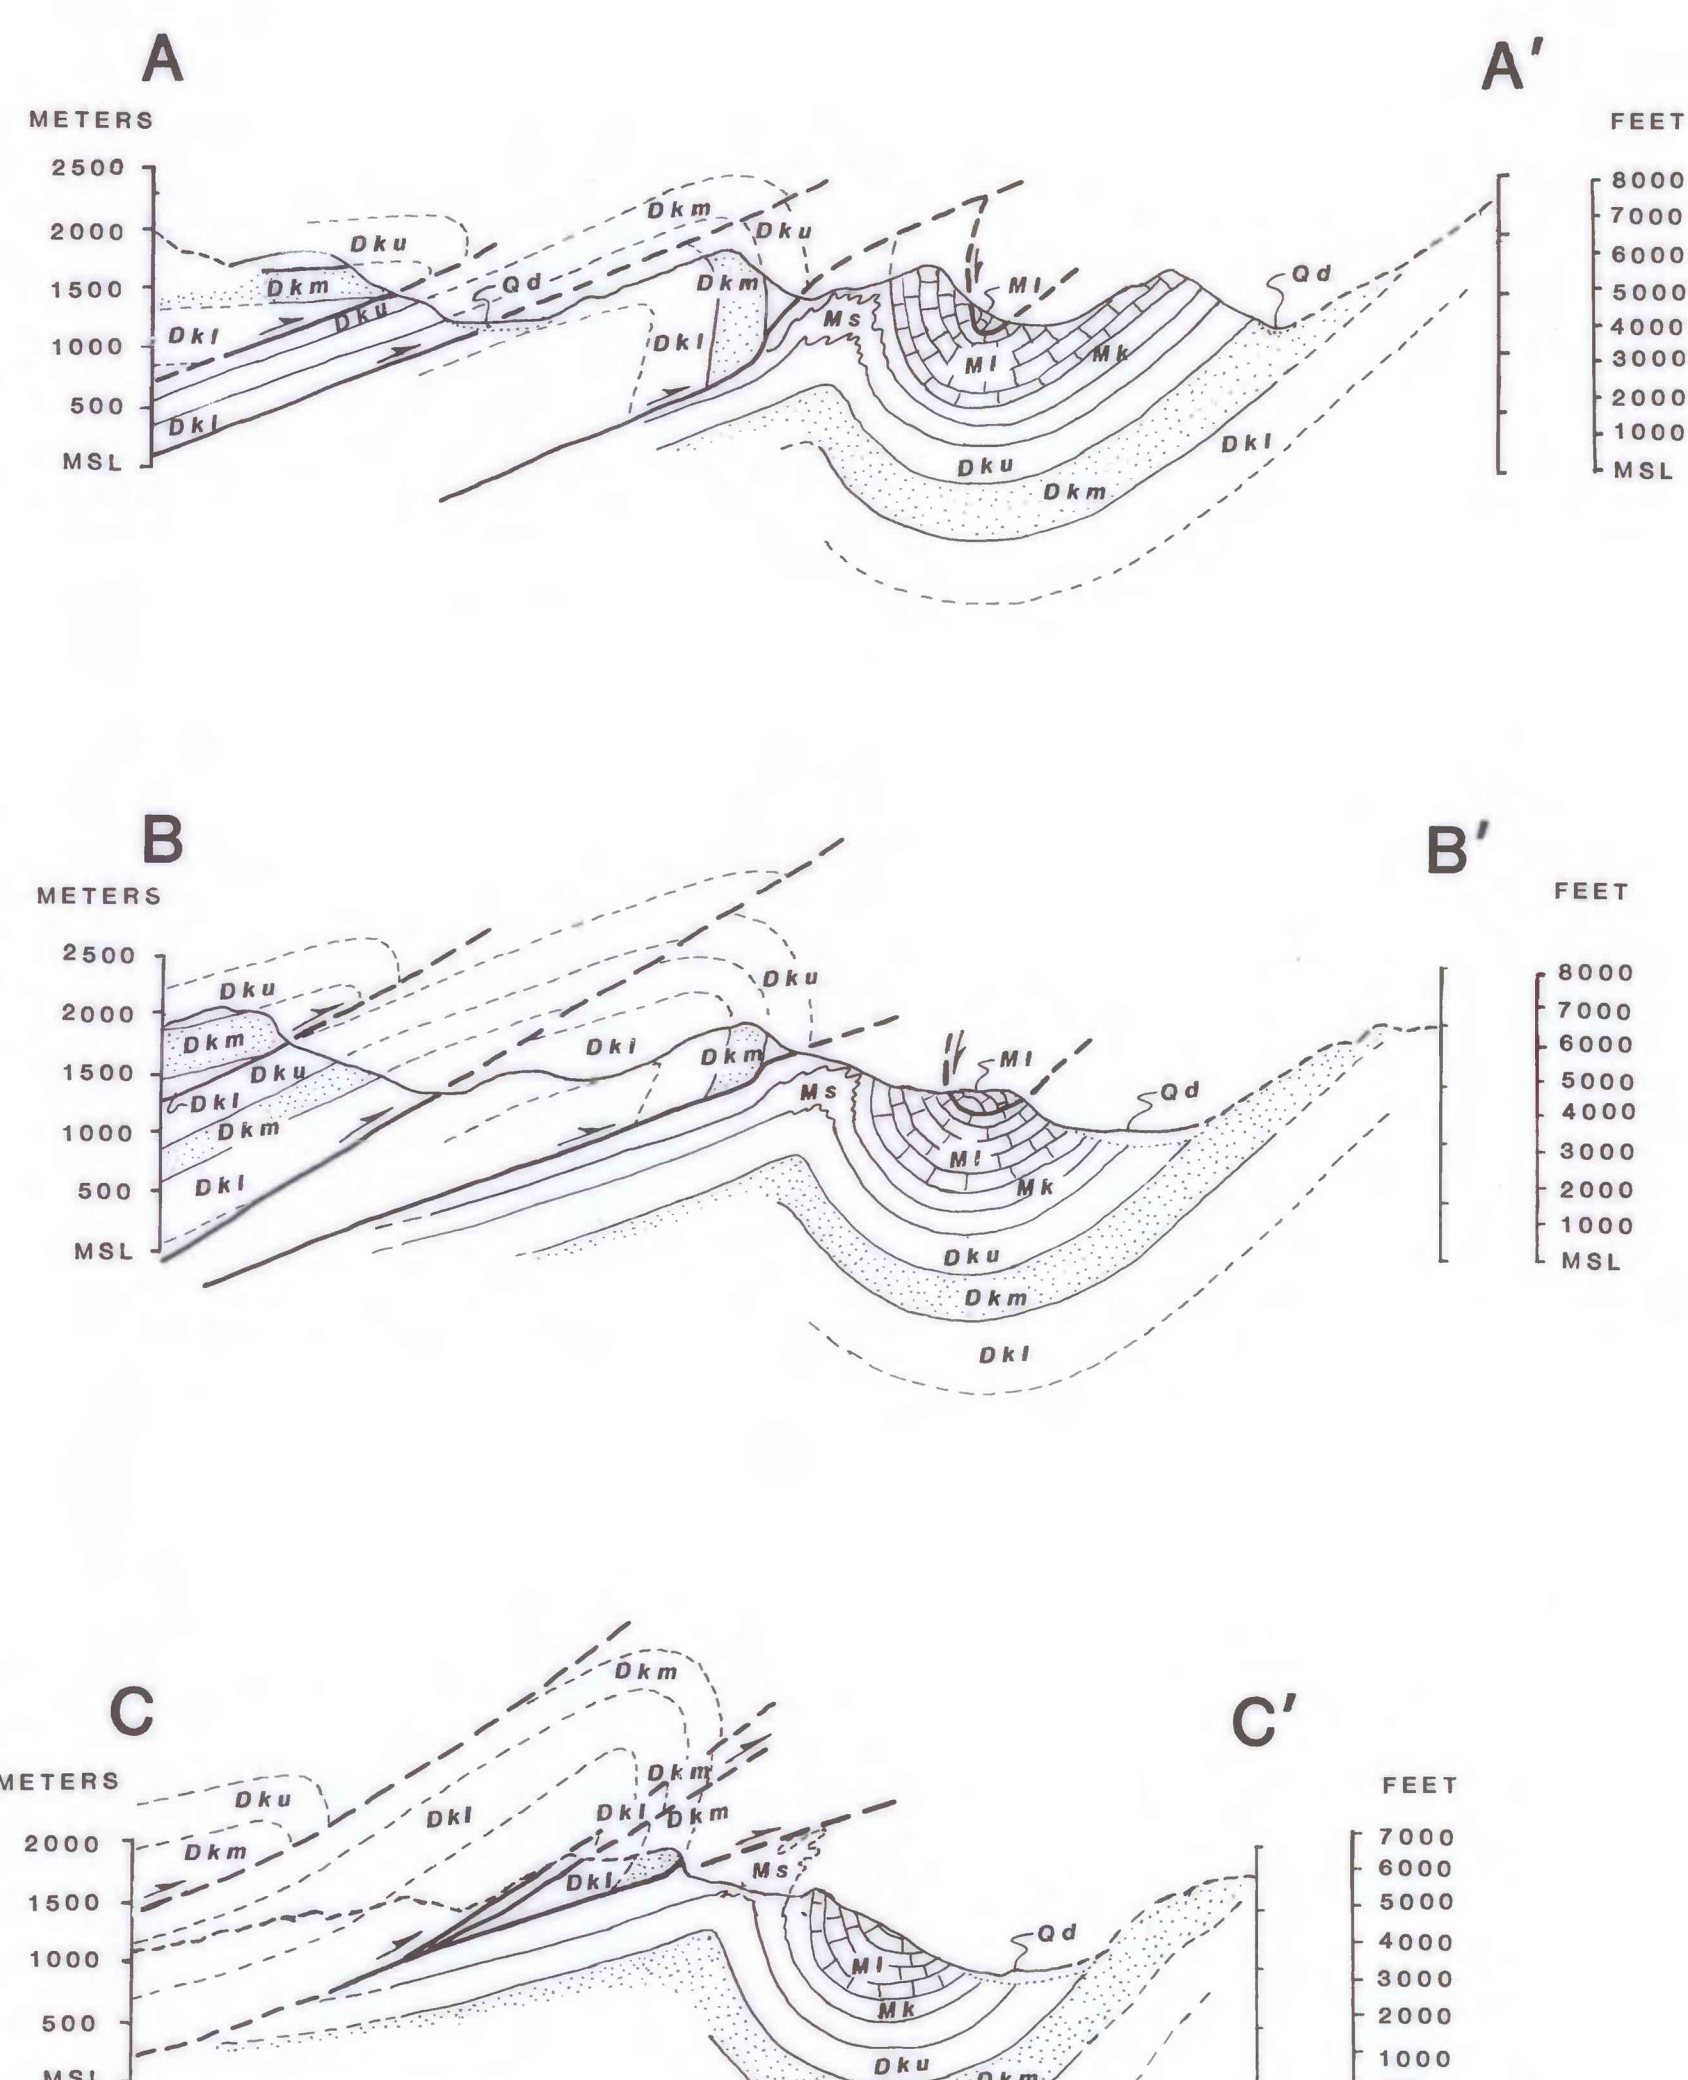 A A'
METERS FEET
2500 8000
Dkm 7000
2000 Dku Dku 6000
1500 Dkm Qd Dkm Ml Qd 5000
Dkl Dku Ms 4000
1000 Dkl Ml Mk 3000
500 Dkl 2000
Dkl 1000
MSL Dku MSL
Dkm
B B'
METERS FEET
2500 8000
Dku Dku 7000
2000 Dkm Dki Dkm 6000
1500 Dku Ml 5000
Dkl Ms Qd 4000
1000 Dkm Ml 3000
500 Dkl Mk 2000
1000
MSL Dku MSL
Dkm
Dkl
Dkm
C C'
METERS Dkm FEET
Dku Dkl Dkl Dkm
2000 Dkm 7000
Dkl Ms 6000
1500 5000
Qd 4000
1000 Ml 3000
500 Mk 2000
Dku 1000
MSL Dkm